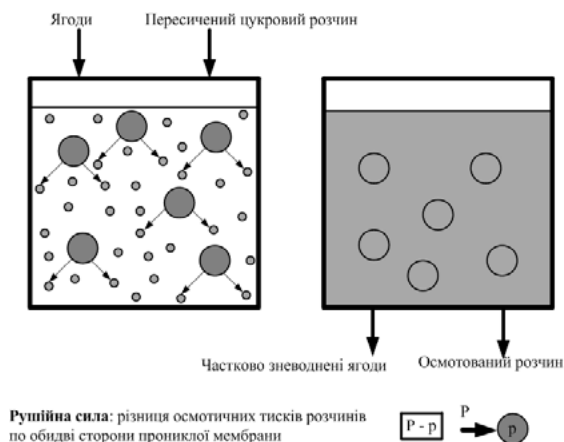 Ягоди
Пересичений цукровий розчин
Частково зневоднені ягоди
Осмотований розчин
Рушійна сила: різниця осмотичних тисків розчинів
по обидві сторони проникної мембрани
P - p
P
p